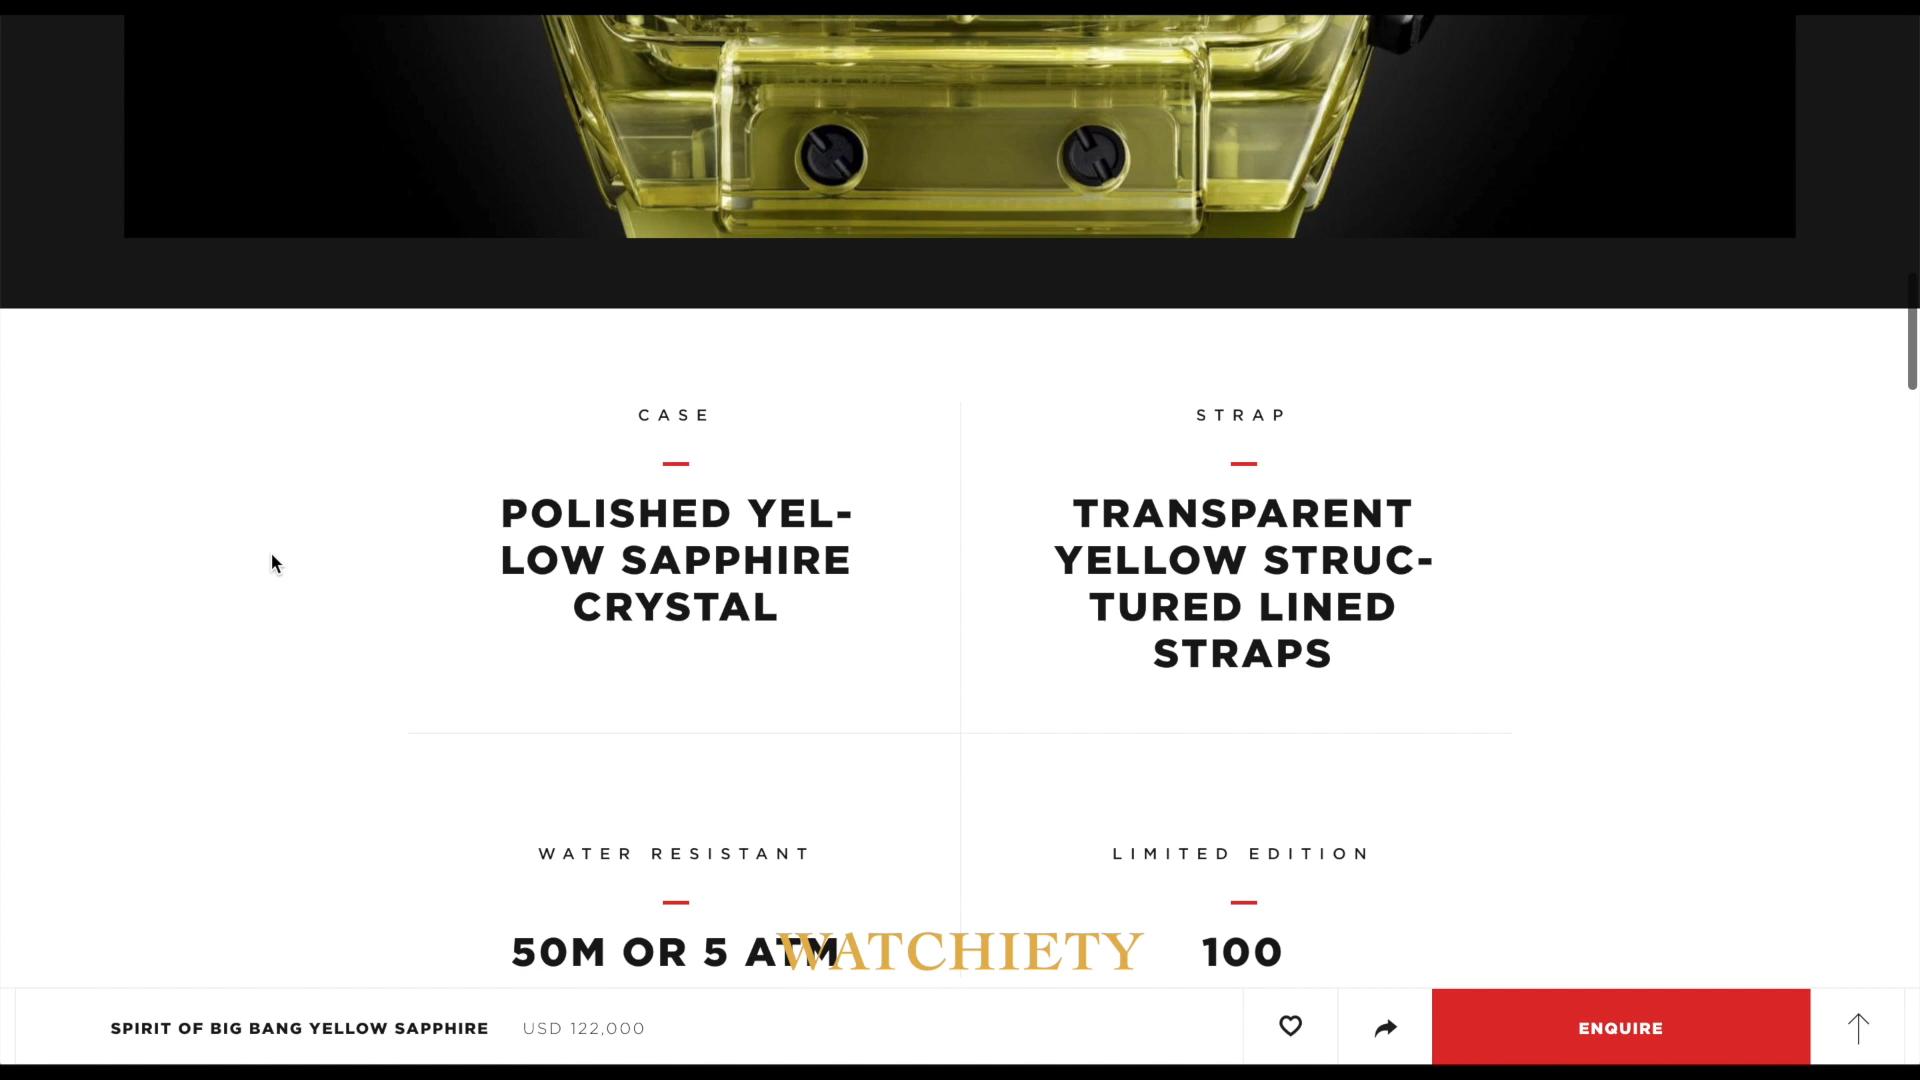 CASE
POLISHED YEL-
LOW SAPPHIRE
CRYSTAL
STRAP
TRANSPARENT
YELLOW STRUC-
TURED LINED
STRAPS
WATER RESISTANT
50M OR 5 ATM
LIMITED EDITION
100
WATCHIETY
SPIRIT OF BIG BANG YELLOW SAPPHIRE
USD 122,000
ENQUIRE